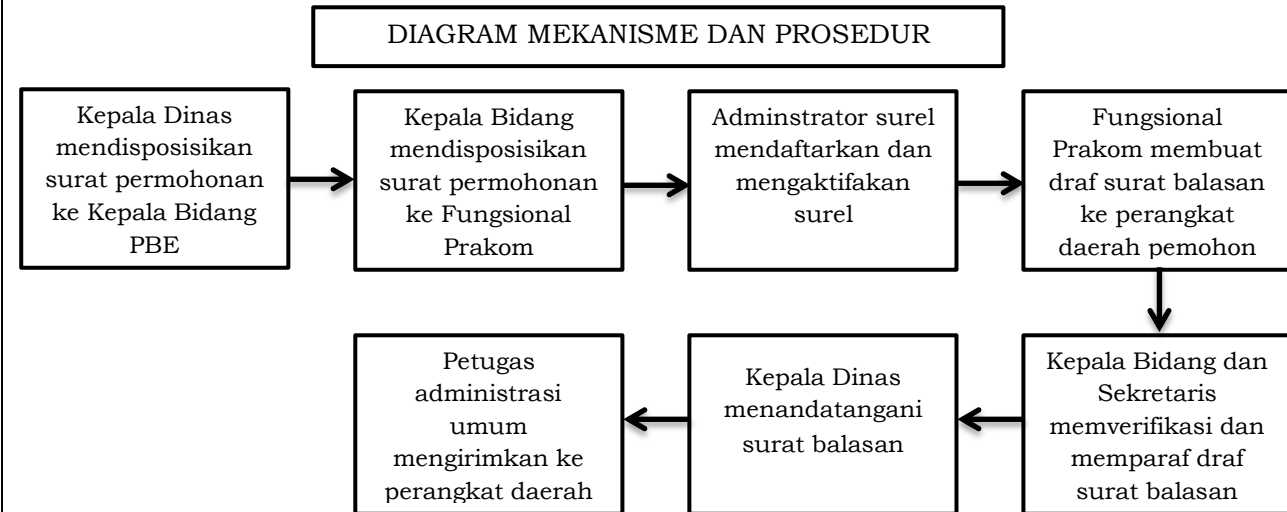 DIAGRAM MEKANISME DAN PROSEDUR
Kepala Dinas
mendisposisikan
surat permohonan
ke Kepala Bidang
PBE
Kepala Bidang
mendisposisikan
surat permohonan
ke Fungsional
Prakom
Adminstrator surel
mendaftarkan dan
mengaktifakan
surel
Fungsional
Prakom membuat
draf surat balasan
ke perangkat
daerah pemohon
Kepala Bidang dan
Sekretaris
memverifikasi dan
memparaf draf
surat balasan
Kepala Dinas
menandatangani
surat balasan
Petugas
administrasi
umum
mengirimkan ke
perangkat daerah